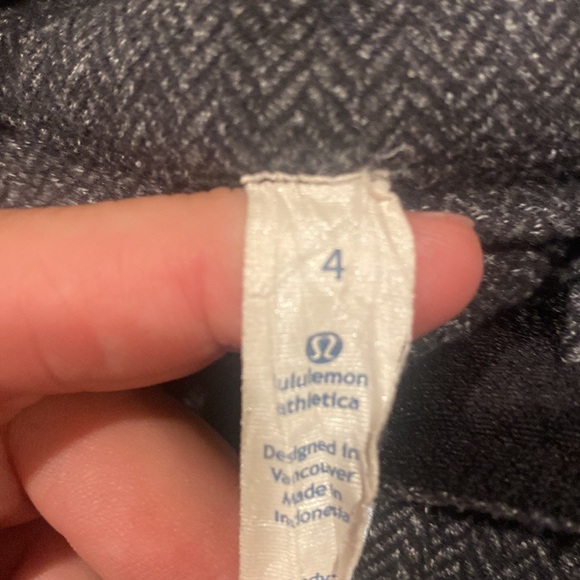 4
lululemon
athletica
Designed in
Vancouver
Made in
Indonesia